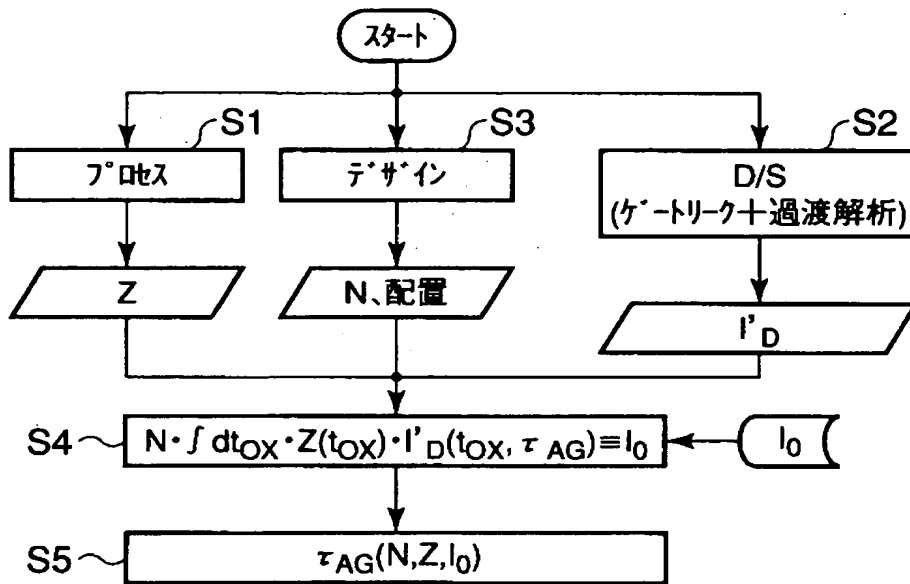 スタート
S1
S3
S2
プロセス
デザイン
D/S
(ゲートリーク+過渡解析)
Z
N、配置
I'D
S4
N・∫dtOX・Z(tOX)・I'D(tOX, τAG)≡I0
I0
S5
τAG(N,Z,I0)